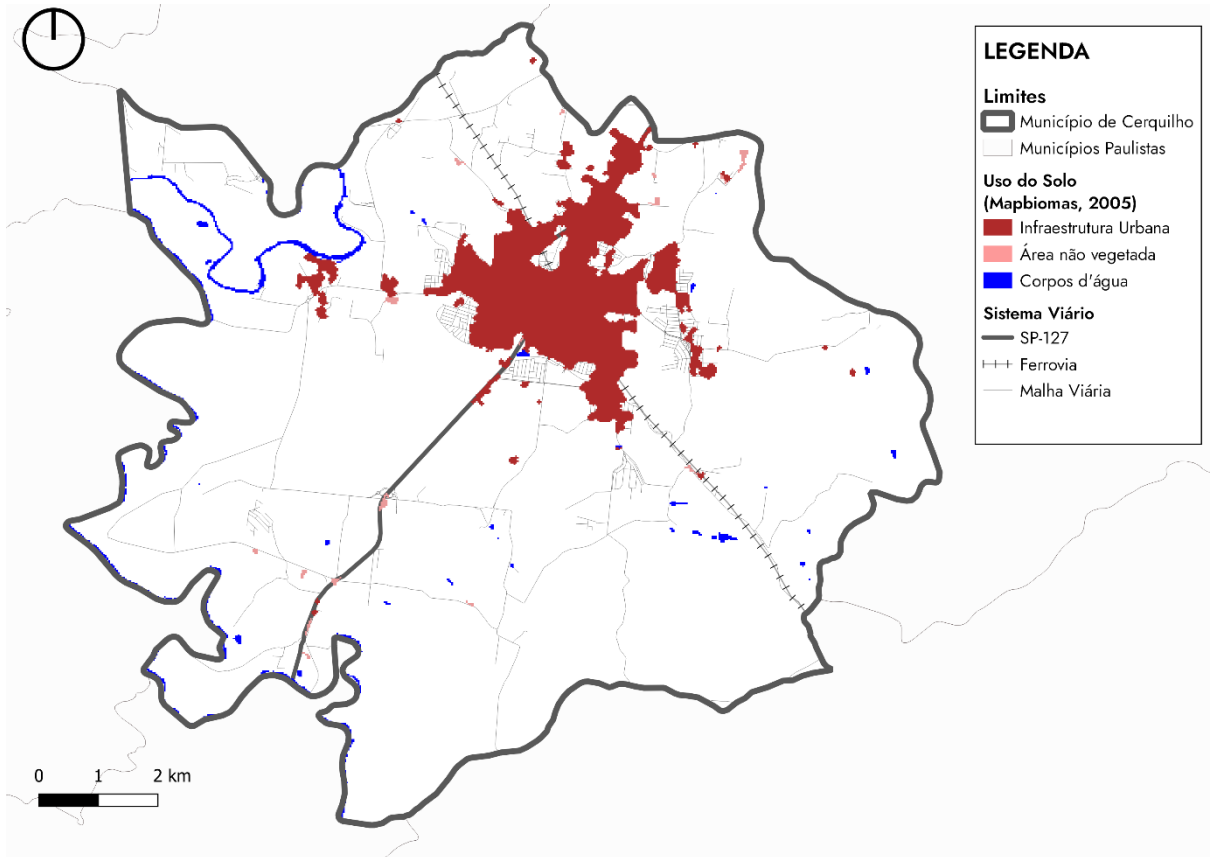 LEGENDA
Limites
Município de Cerquilho
Municípios Paulistas
Uso do Solo
(Mapbiomas, 2005)
Infraestrutura Urbana
Área não vegetada
Corpos d'água
Sistema Viário
SP-127
Ferrovia
Malha Viária
0 1 2 km